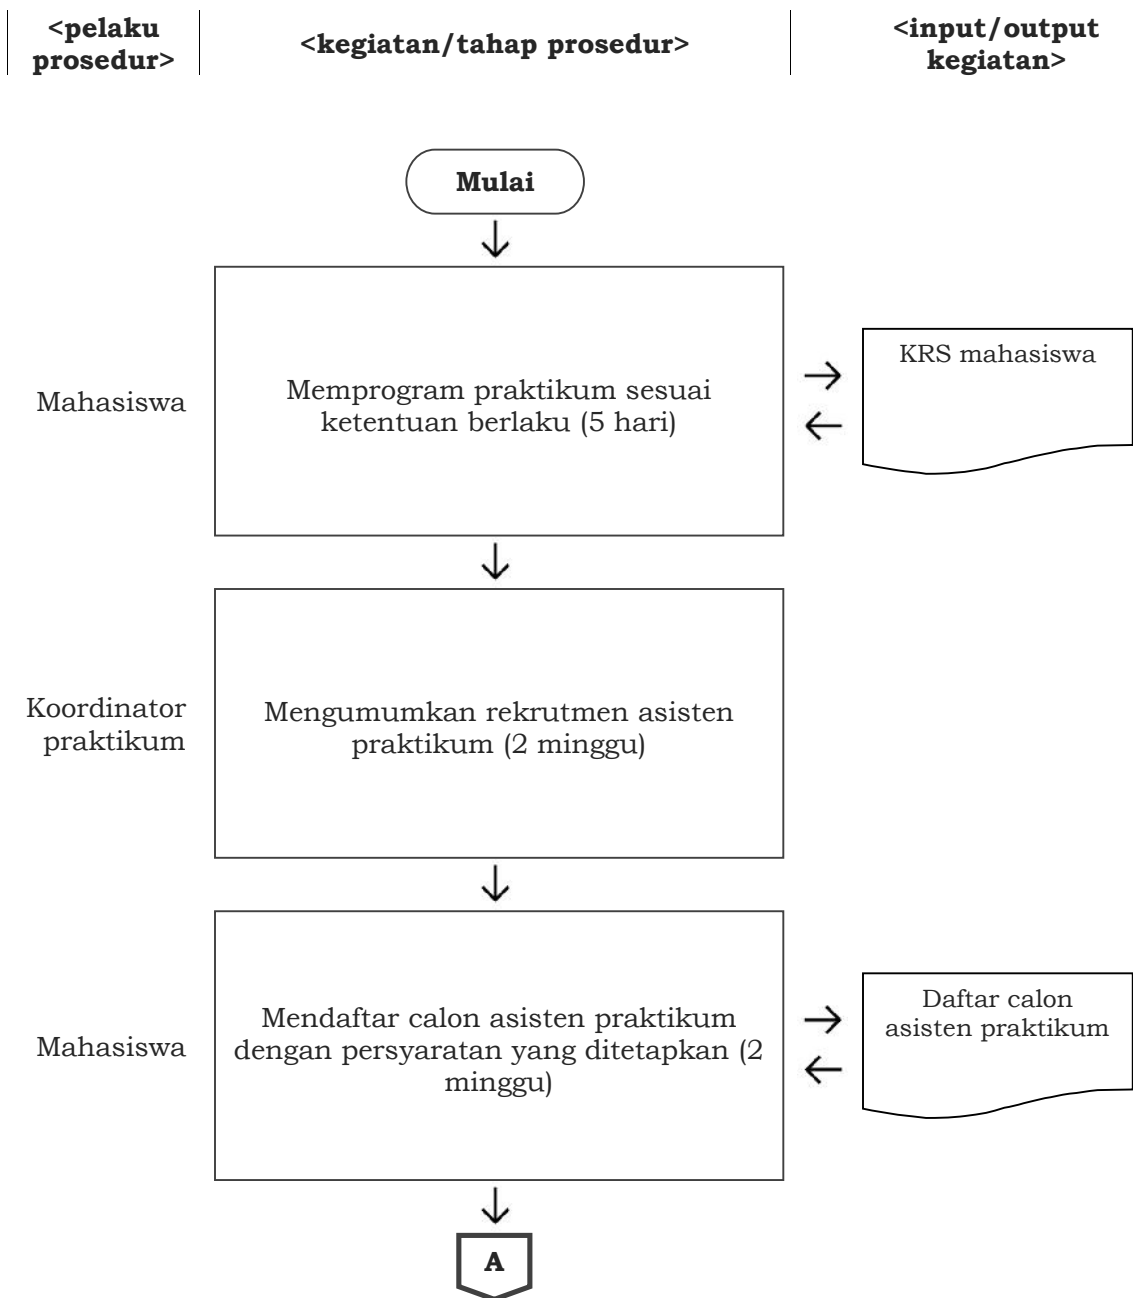 <pelaku
prosedur>
<kegiatan/tahap prosedur>
<input/output
kegiatan>
Mulai
Mahasiswa
Memprogram praktikum sesuai
ketentuan berlaku (5 hari)
KRS mahasiswa
Koordinator
praktikum
Mengumumkan rekrutmen asisten
praktikum (2 minggu)
Mahasiswa
Mendaftar calon asisten praktikum
dengan persyaratan yang ditetapkan (2
minggu)
Daftar calon
asisten praktikum
A